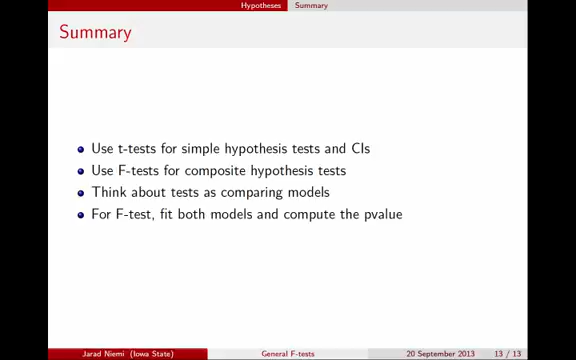 Hypotheses Summary
Summary
Use t-tests for simple hypothesis tests and CIs
Use F-tests for composite hypothesis tests
Think about tests as comparing models
For F-test, fit both models and compute the pvalue
Jarad Niemi (Iowa State) General F-tests 20 September 2013 13 / 13